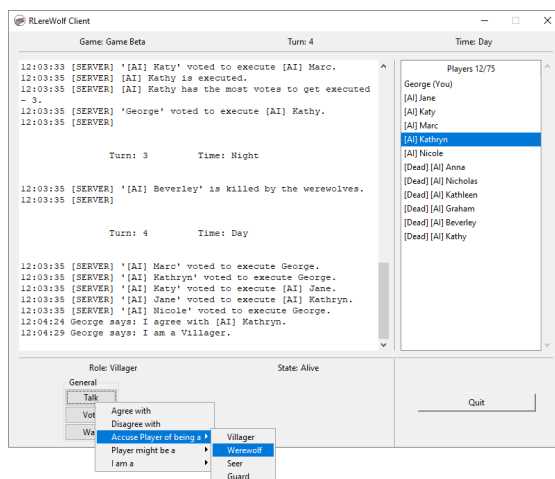 RLereWolf Client
Game: Game Beta Turn: 4 Time: Day
12:03:33 [SERVER] '[AI] Katy' voted to execute [AI] Marc.
12:03:35 [SERVER] [AI] Kathy is executed.
12:03:35 [SERVER] [AI] Kathy has the most votes to get executed
- 3.
12:03:35 [SERVER] 'George' voted to execute [AI] Kathy.
12:03:35 [SERVER]
Turn: 3 Time: Night
12:03:35 [SERVER] '[AI] Beverley' is killed by the werewolves.
12:03:35 [SERVER]
Turn: 4 Time: Day
12:03:35 [SERVER] '[AI] Marc' voted to execute George.
12:03:35 [SERVER] '[AI] Kathryn' voted to execute George.
12:03:35 [SERVER] '[AI] Katy' voted to execute [AI] Jane.
12:03:35 [SERVER] '[AI] Jane' voted to execute [AI] Kathryn.
12:03:35 [SERVER] '[AI] Nicole' voted to execute George.
12:04:24 George says: I agree with [AI] Kathryn.
12:04:29 George says: I am a Villager.
Players 12/75
George (You)
[AI] Jane
[AI] Katy
[AI] Marc
[AI] Kathryn
[AI] Nicole
[Dead] [AI] Anna
[Dead] [AI] Nicholas
[Dead] [AI] Kathleen
[Dead] [AI] Graham
[Dead] [AI] Beverley
[Dead] [AI] Kathy
Role: Villager State: Alive
General
Talk
Vot
Wa
Quit
Agree with
Disagree with
Accuse Player of being a
Player might be a
I am a
Villager
Werewolf
Seer
Guard